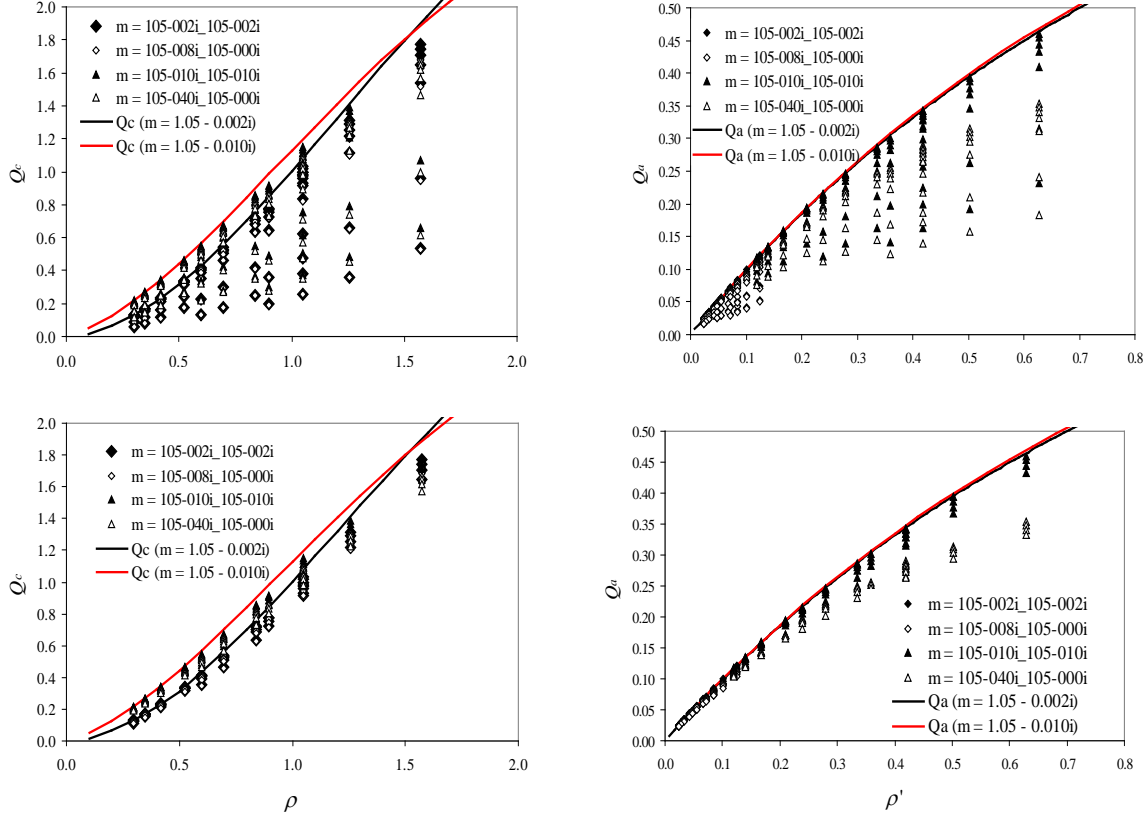 2.0
1.8
1.6
1.4
1.2
1.0
0.8
0.6
0.4
0.2
0.0
Qc
m = 105-002i_105-002i
m = 105-008i_105-000i
m = 105-010i_105-010i
m = 105-040i_105-000i
Qc (m = 1.05 - 0.002i)
Qc (m = 1.05 - 0.010i)
0.0 0.5 1.0 1.5 2.0
0.50
0.45
0.40
0.35
0.30
0.25
0.20
0.15
0.10
0.05
0.00
Qa
m = 105-002i_105-002i
m = 105-008i_105-000i
m = 105-010i_105-010i
m = 105-040i_105-000i
Qa (m = 1.05 - 0.002i)
Qa (m = 1.05 - 0.010i)
0.0 0.1 0.2 0.3 0.4 0.5 0.6 0.7 0.8
2.0
1.8
1.6
1.4
1.2
1.0
0.8
0.6
0.4
0.2
0.0
Qc
m = 105-002i_105-002i
m = 105-008i_105-000i
m = 105-010i_105-010i
m = 105-040i_105-000i
Qc (m = 1.05 - 0.002i)
Qc (m = 1.05 - 0.010i)
0.0 0.5 1.0 1.5 2.0
ρ
0.50
0.45
0.40
0.35
0.30
0.25
0.20
0.15
0.10
0.05
0.00
Qa
m = 105-002i_105-002i
m = 105-008i_105-000i
m = 105-010i_105-010i
m = 105-040i_105-000i
Qa (m = 1.05 - 0.002i)
Qa (m = 1.05 - 0.010i)
0.0 0.1 0.2 0.3 0.4 0.5 0.6 0.7 0.8
ρ'